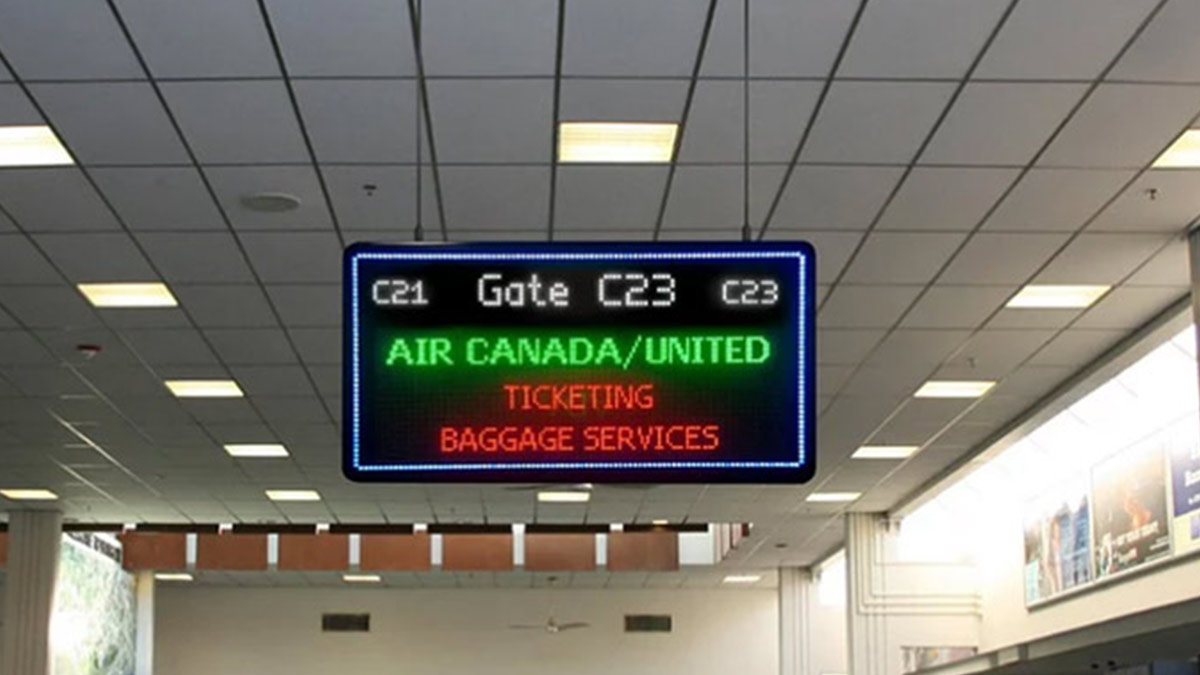 C21 Gate C23 C23
AIR CANADA/UNITED
TICKETING
BAGGAGE SERVICES